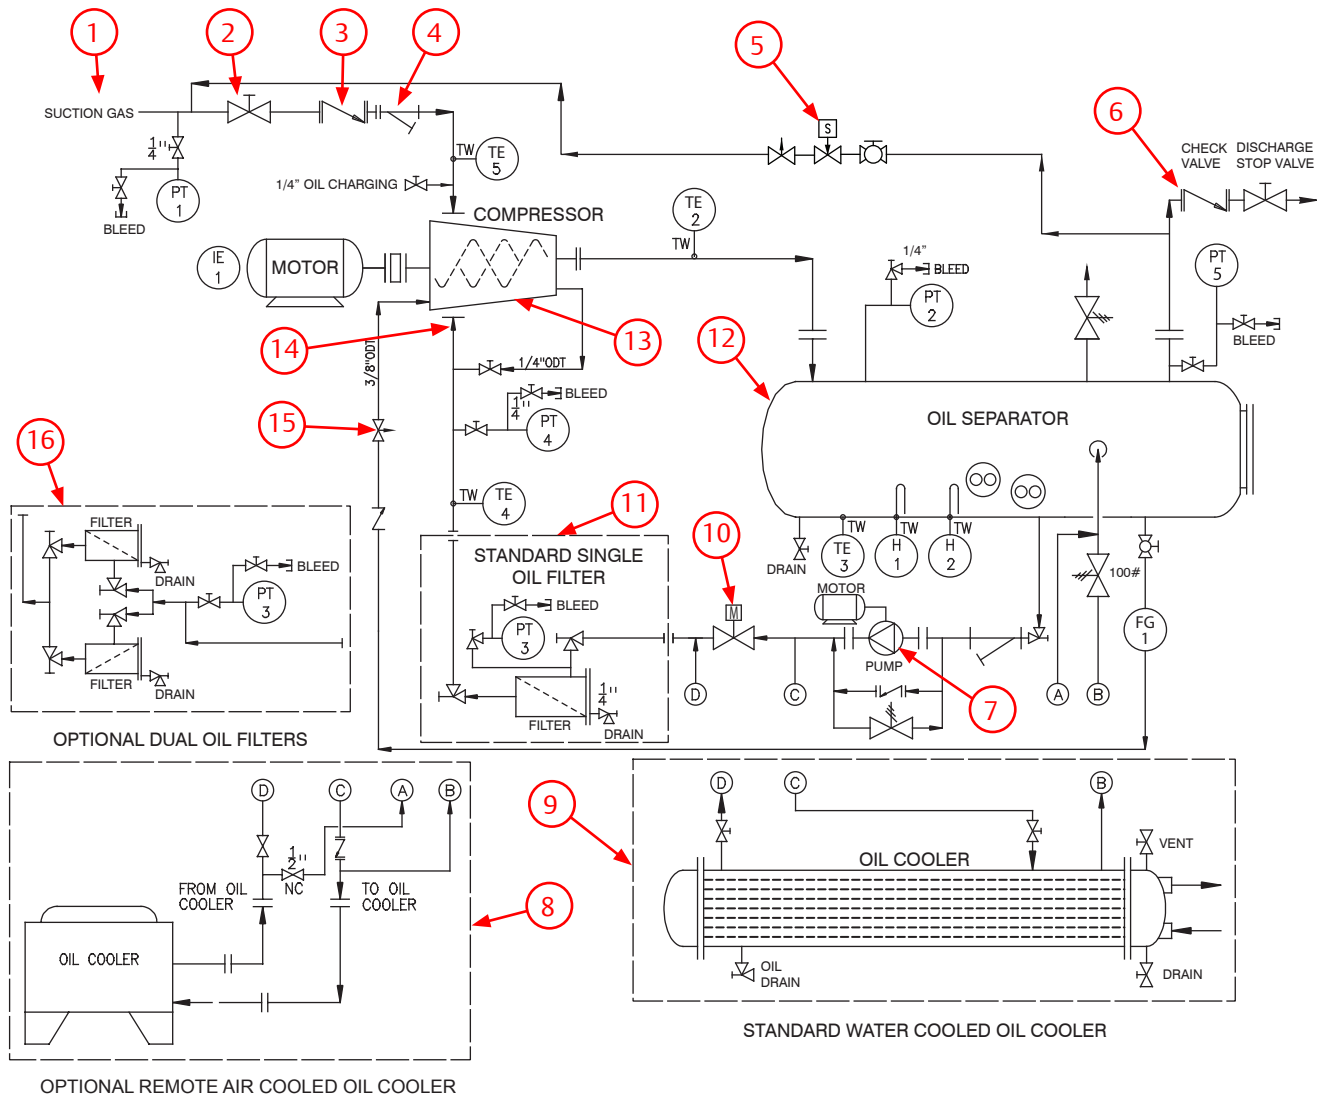 1
2
3
4
5
6
SUCTION GAS
1/4"
PT
1
BLEED
TW
TE
5
1/4" OIL CHARGING
S
CHECK
VALVE
DISCHARGE
STOP VALVE
COMPRESSOR
IE
1
MOTOR
TE
2
TW
1/4"
BLEED
PT
2
PT
5
BLEED
13
14
12
3/8"ODT
1/4"ODT
BLEED
1/4"
PT
4
15
OIL SEPARATOR
16
TW
TE
4
11
10
DRAIN
TW
TE
3
TW
H
1
TW
H
2
100#
FG
1
FILTER
DRAIN
BLEED
PT
3
FILTER
DRAIN
OPTIONAL DUAL OIL FILTERS
STANDARD SINGLE
OIL FILTER
BLEED
PT
3
1/4"
FILTER
DRAIN
MOTOR
M
PUMP
D
C
A
B
7
D
C
A
B
1/2"
NC
FROM OIL
COOLER
TO OIL
COOLER
OIL COOLER
8
OPTIONAL REMOTE AIR COOLED OIL COOLER
9
D
C
B
OIL COOLER
VENT
OIL
DRAIN
DRAIN
STANDARD WATER COOLED OIL COOLER